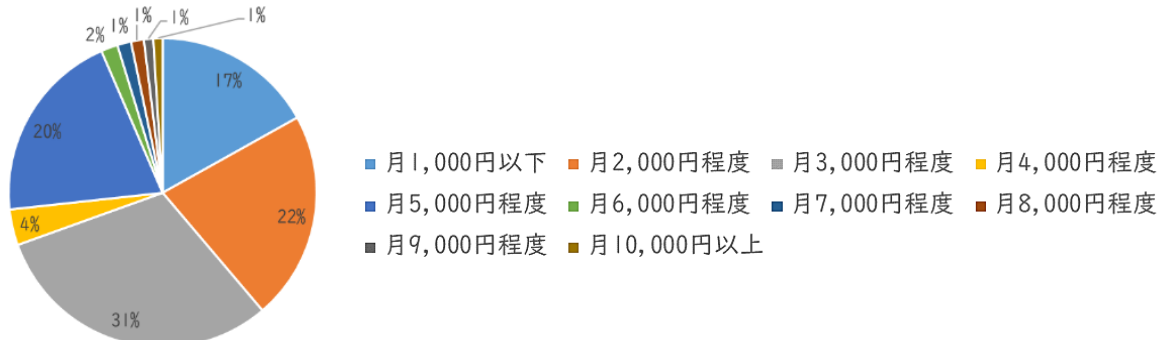 2% 1% 1% 1% 1%
17%
20%
22%
4%
31%
月1,000円以下 月2,000円程度 月3,000円程度 月4,000円程度
月5,000円程度 月6,000円程度 月7,000円程度 月8,000円程度
月9,000円程度 月10,000円以上